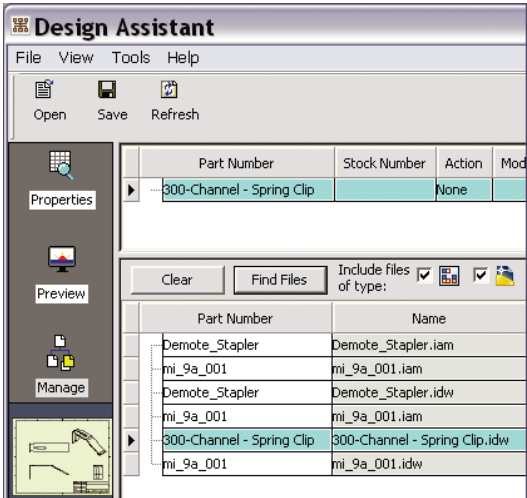 Design Assistant
File View Tools Help
Open Save Refresh
Properties
Preview
Manage
Part Number Stock Number Action Mod
300-Channel - Spring Clip None
Clear Find Files Include files of type:
Part Number Name
Demote_Stapler Demote_Stapler.iam
mi_9a_001 mi_9a_001.iam
Demote_Stapler Demote_Stapler.idw
mi_9a_001 mi_9a_001.iam
300-Channel - Spring Clip 300-Channel - Spring Clip.idw
mi_9a_001 mi_9a_001.idw